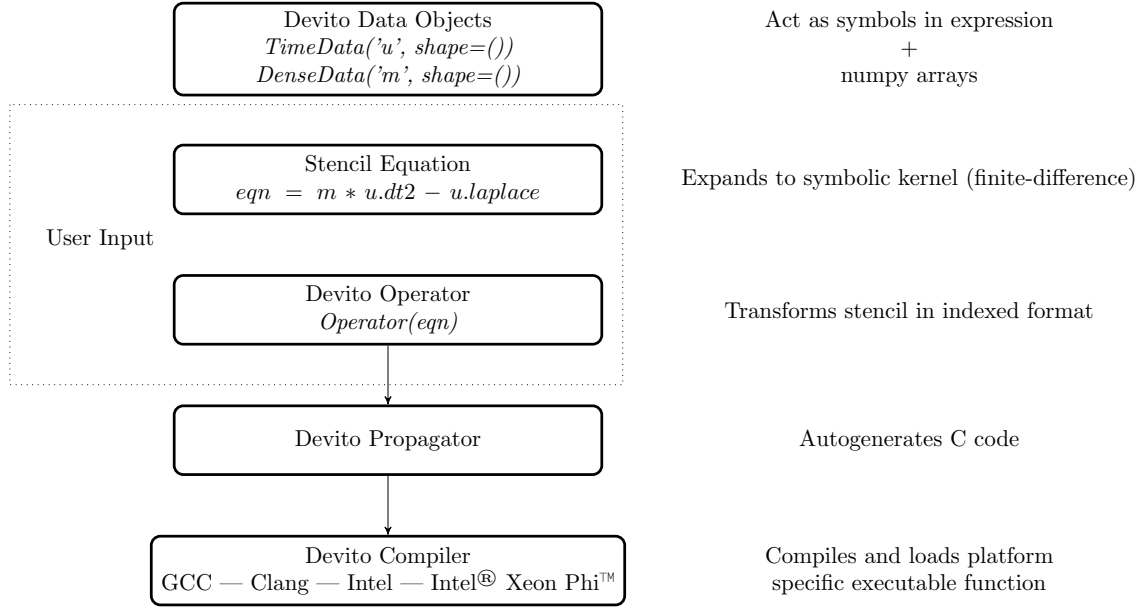 Devito Data Objects
TimeData('u', shape=())
DenseData('m', shape=())
Act as symbols in expression
+
numpy arrays
Stencil Equation
eqn = m * u.dt2 − u.laplace
Expands to symbolic kernel (finite-difference)
User Input
Devito Operator
Operator(eqn)
Transforms stencil in indexed format
Devito Propagator
Autogenerates C code
Devito Compiler
GCC — Clang — Intel — Intel® Xeon Phi™
Compiles and loads platform
specific executable function